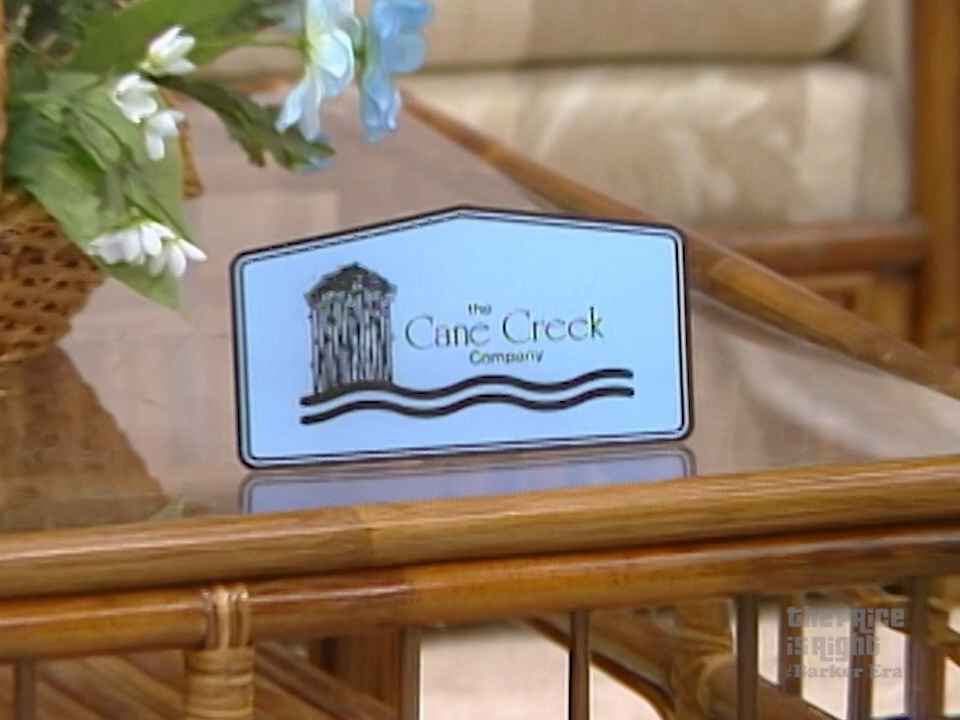 the
Cane Creek
Company
the PRICE
is Right
:Barker Era